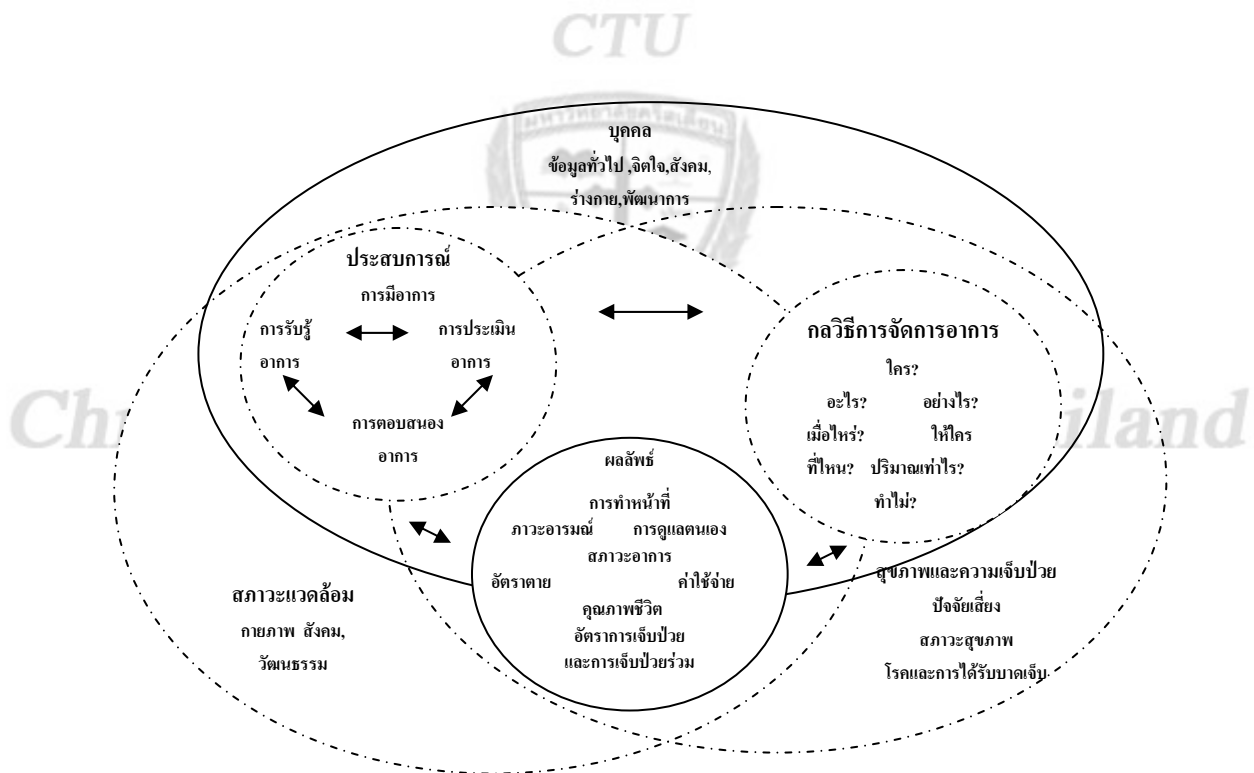 CTU
มหาวิทยาลัยคริสเตียน
บุคคล
ข้อมูลทั่วไป ,จิตใจ,สังคม,
ร่างกาย,พัฒนาการ
ประสบการณ์
การมีอาการ
การรับรู้
อาการ
การประเมิน
อาการ
การตอบสนอง
อาการ
กลวิธีการจัดการอาการ
ใคร?
อะไร? อย่างไร?
เมื่อไหร่? ให้ใคร
ที่ไหน? ปริมาณเท่าไร?
ทำไม่?
ผลลัพธ์
การทำหน้าที่
ภาวะอารมณ์ การดูแลตนเอง
สภาวะอาการ
อัตราตาย ค่าใช้จ่าย
คุณภาพชีวิต
อัตราการเจ็บป่วย
และการเจ็บป่วยร่วม
สภาวะแวดล้อม
กายภาพ สังคม,
วัฒนธรรม
สุขภาพและความเจ็บป่วย
ปัจจัยเสี่ยง
สภาวะสุขภาพ
โรคและการได้รับบาดเจ็บ